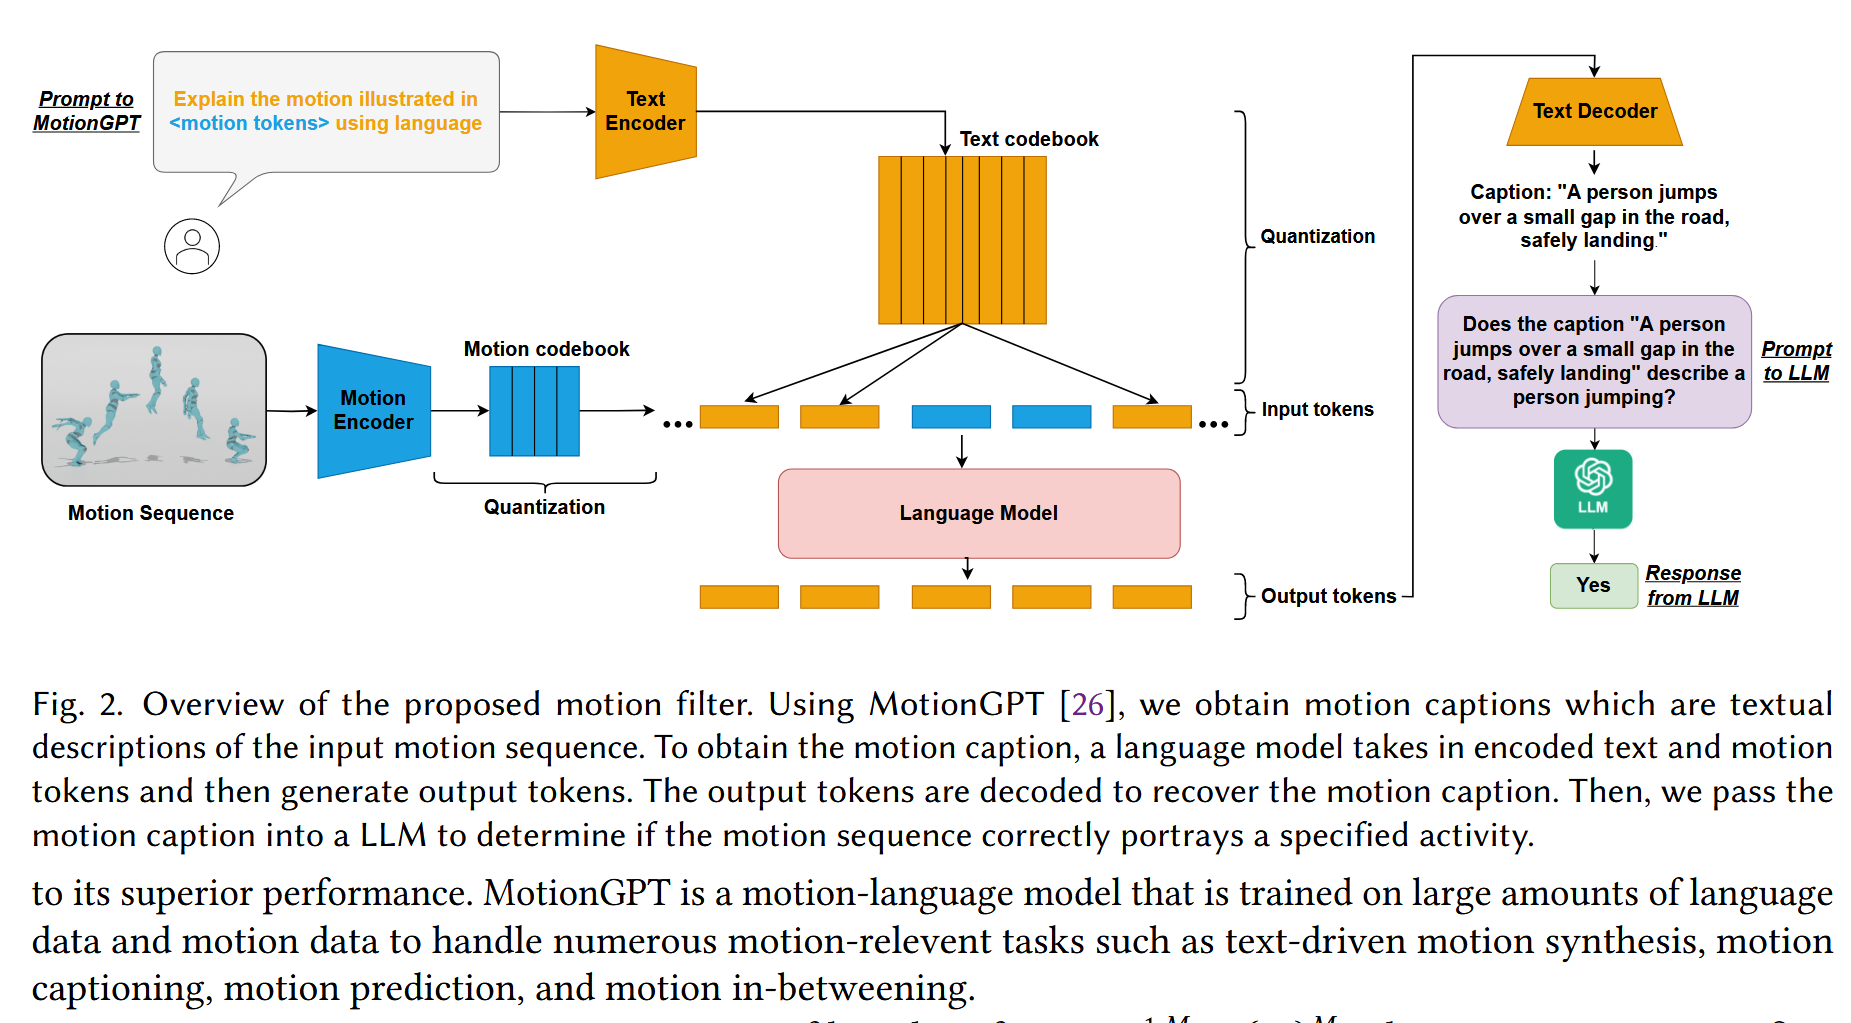 Prompt to
MotionGPT
Explain the motion illustrated in
<motion tokens> using language
Text
Encoder
Text codebook
Quantization
Motion Sequence
Motion
Encoder
Motion codebook
Quantization
Input tokens
Language Model
Output tokens
Text Decoder
Caption: "A person jumps
over a small gap in the road,
safely landing."
Does the caption "A person
jumps over a small gap in the
road, safely landing" describe a
person jumping?
Prompt
to LLM
LLM
Yes
Response
from LLM
Fig. 2. Overview of the proposed motion filter. Using MotionGPT [26], we obtain motion captions which are textual
descriptions of the input motion sequence. To obtain the motion caption, a language model takes in encoded text and motion
tokens and then generate output tokens. The output tokens are decoded to recover the motion caption. Then, we pass the
motion caption into a LLM to determine if the motion sequence correctly portrays a specified activity.
to its superior performance. MotionGPT is a motion-language model that is trained on large amounts of language
data and motion data to handle numerous motion-relevent tasks such as text-driven motion synthesis, motion
captioning, motion prediction, and motion in-betweening.